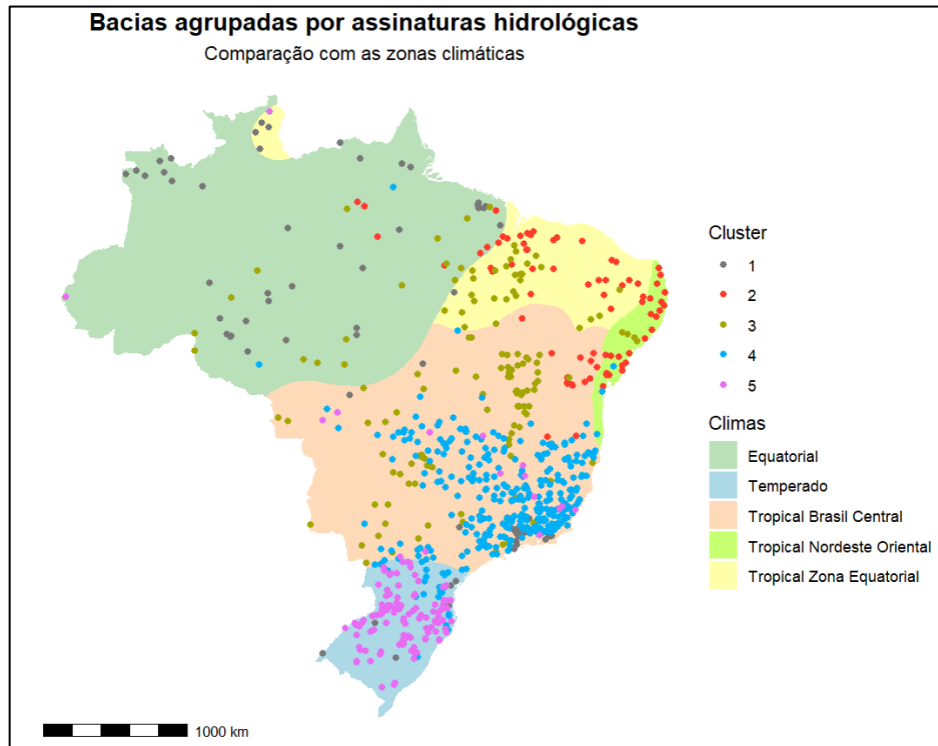 Bacias agrupadas por assinaturas hidrológicas
Comparação com as zonas climáticas
Cluster
1
2
3
4
5
Climas
Equatorial
Temperado
Tropical Brasil Central
Tropical Nordeste Oriental
Tropical Zona Equatorial
1000 km